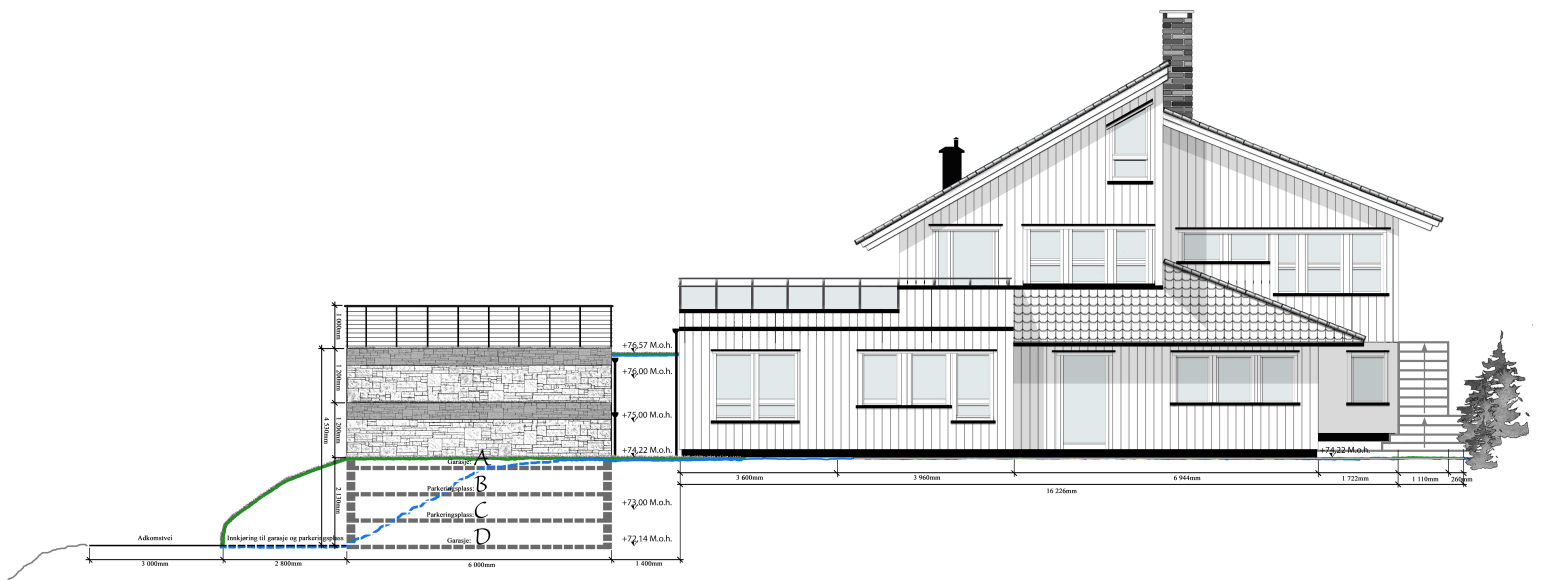 1 000mm
+76,57 M.o.h.
1 200mm
+76,00 M.o.h.
4 530mm
1 200mm
+75,00 M.o.h.
+74,22 M.o.h.
+74,22 M.o.h.
Garasje: A
3 600mm
3 960mm
6 944mm
1 722mm
1 110mm
260mm
Parkeringsplass: B
16 226mm
2 130mm
+73,00 M.o.h.
Parkeringsplass: C
Adkomstvei
Innkjøring til garasje og parkeringsplass
Garasje: D
+72,14 M.o.h.
3 000mm
2 800mm
6 000mm
1 400mm